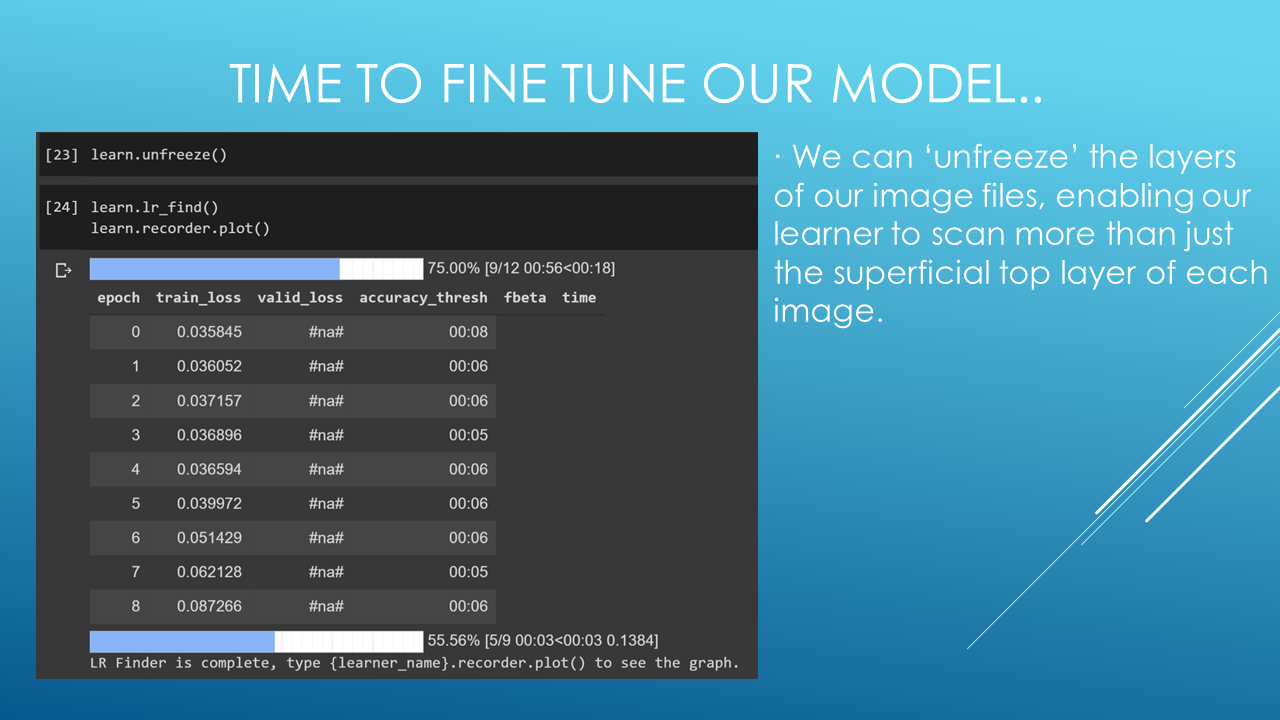 TIME TO FINE TUNE OUR MODEL..
[23] learn.unfreeze()
[24] learn.lr_find()
learn.recorder.plot()
75.00% [9/12 00:56<00:18]
epoch train_loss valid_loss accuracy_thresh fbeta time
0 0.035845 #na# 00:08
1 0.036052 #na# 00:06
2 0.037157 #na# 00:06
3 0.036896 #na# 00:05
4 0.036594 #na# 00:06
5 0.039972 #na# 00:06
6 0.051429 #na# 00:06
7 0.062128 #na# 00:05
8 0.087266 #na# 00:06
55.56% [5/9 00:03<00:03 0.1384]
LR Finder is complete, type {learner_name}.recorder.plot() to see the graph.
· We can ‘unfreeze’ the layers
of our image files, enabling our
learner to scan more than just
the superficial top layer of each
image.